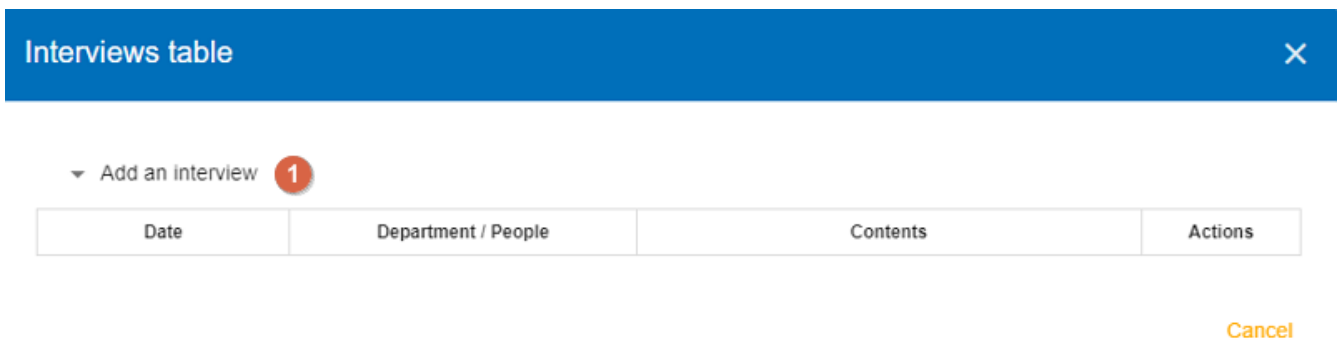 Interviews table
Add an interview 1
Date Department / People Contents Actions
Cancel